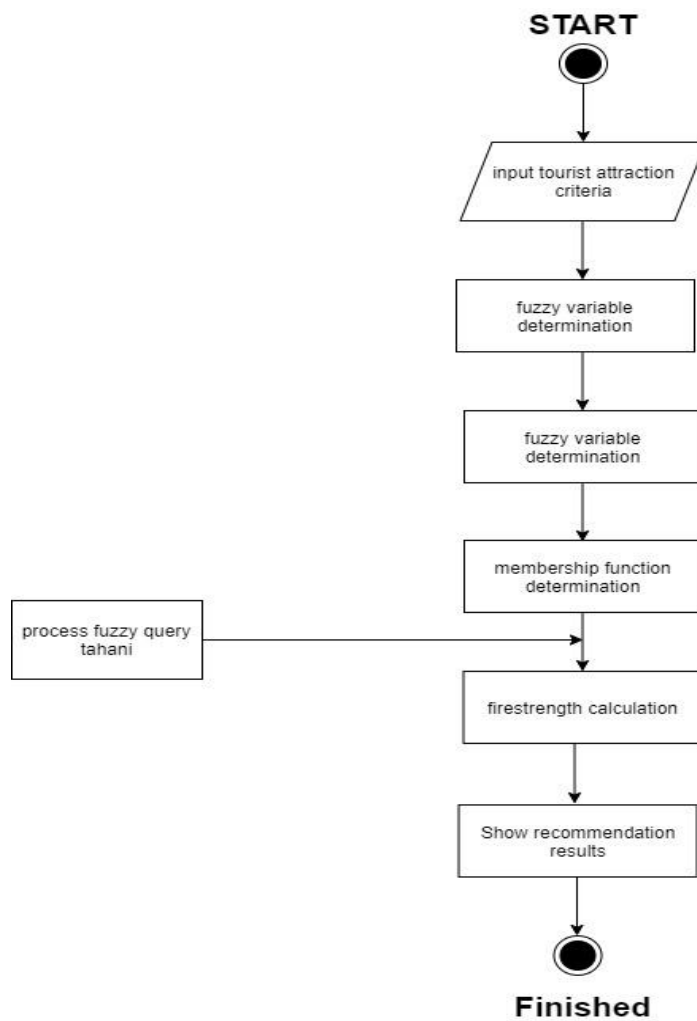 START
input tourist attraction
criteria
fuzzy variable
determination
fuzzy variable
determination
membership function
determination
process fuzzy query
tahani
firestrength calculation
Show recommendation
results
Finished